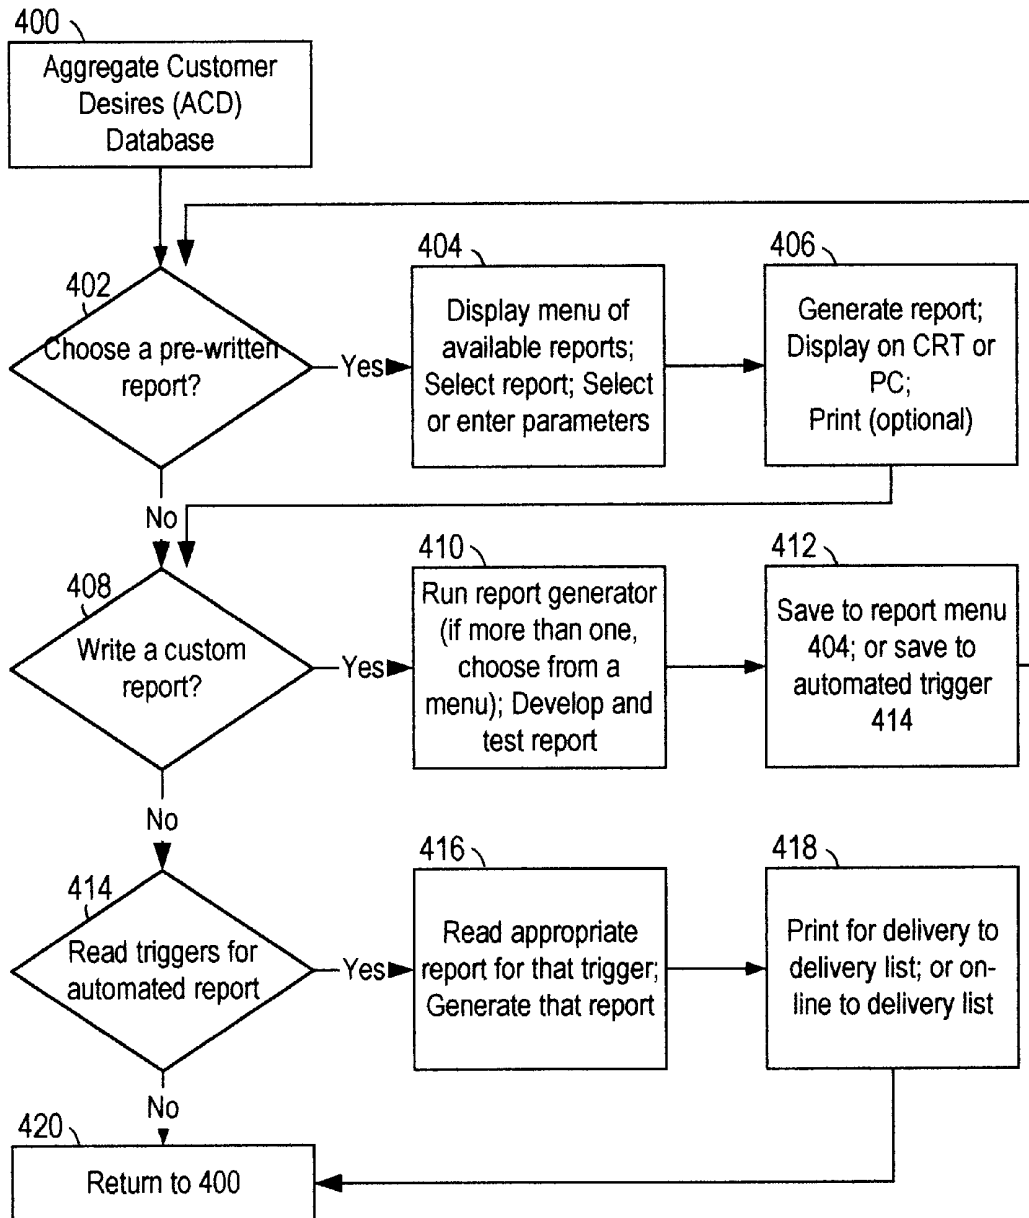 400
Aggregate Customer
Desires (ACD)
Database
402
Choose a pre-written
report?
Yes
404
Display menu of
available reports;
Select report; Select
or enter parameters
406
Generate report;
Display on CRT or
PC;
Print (optional)
No
408
Write a custom
report?
Yes
410
Run report generator
(if more than one,
choose from a
menu); Develop and
test report
412
Save to report menu
404; or save to
automated trigger
414
No
414
Read triggers for
automated report
Yes
416
Read appropriate
report for that trigger;
Generate that report
418
Print for delivery to
delivery list; or on-
line to delivery list
No
420
Return to 400